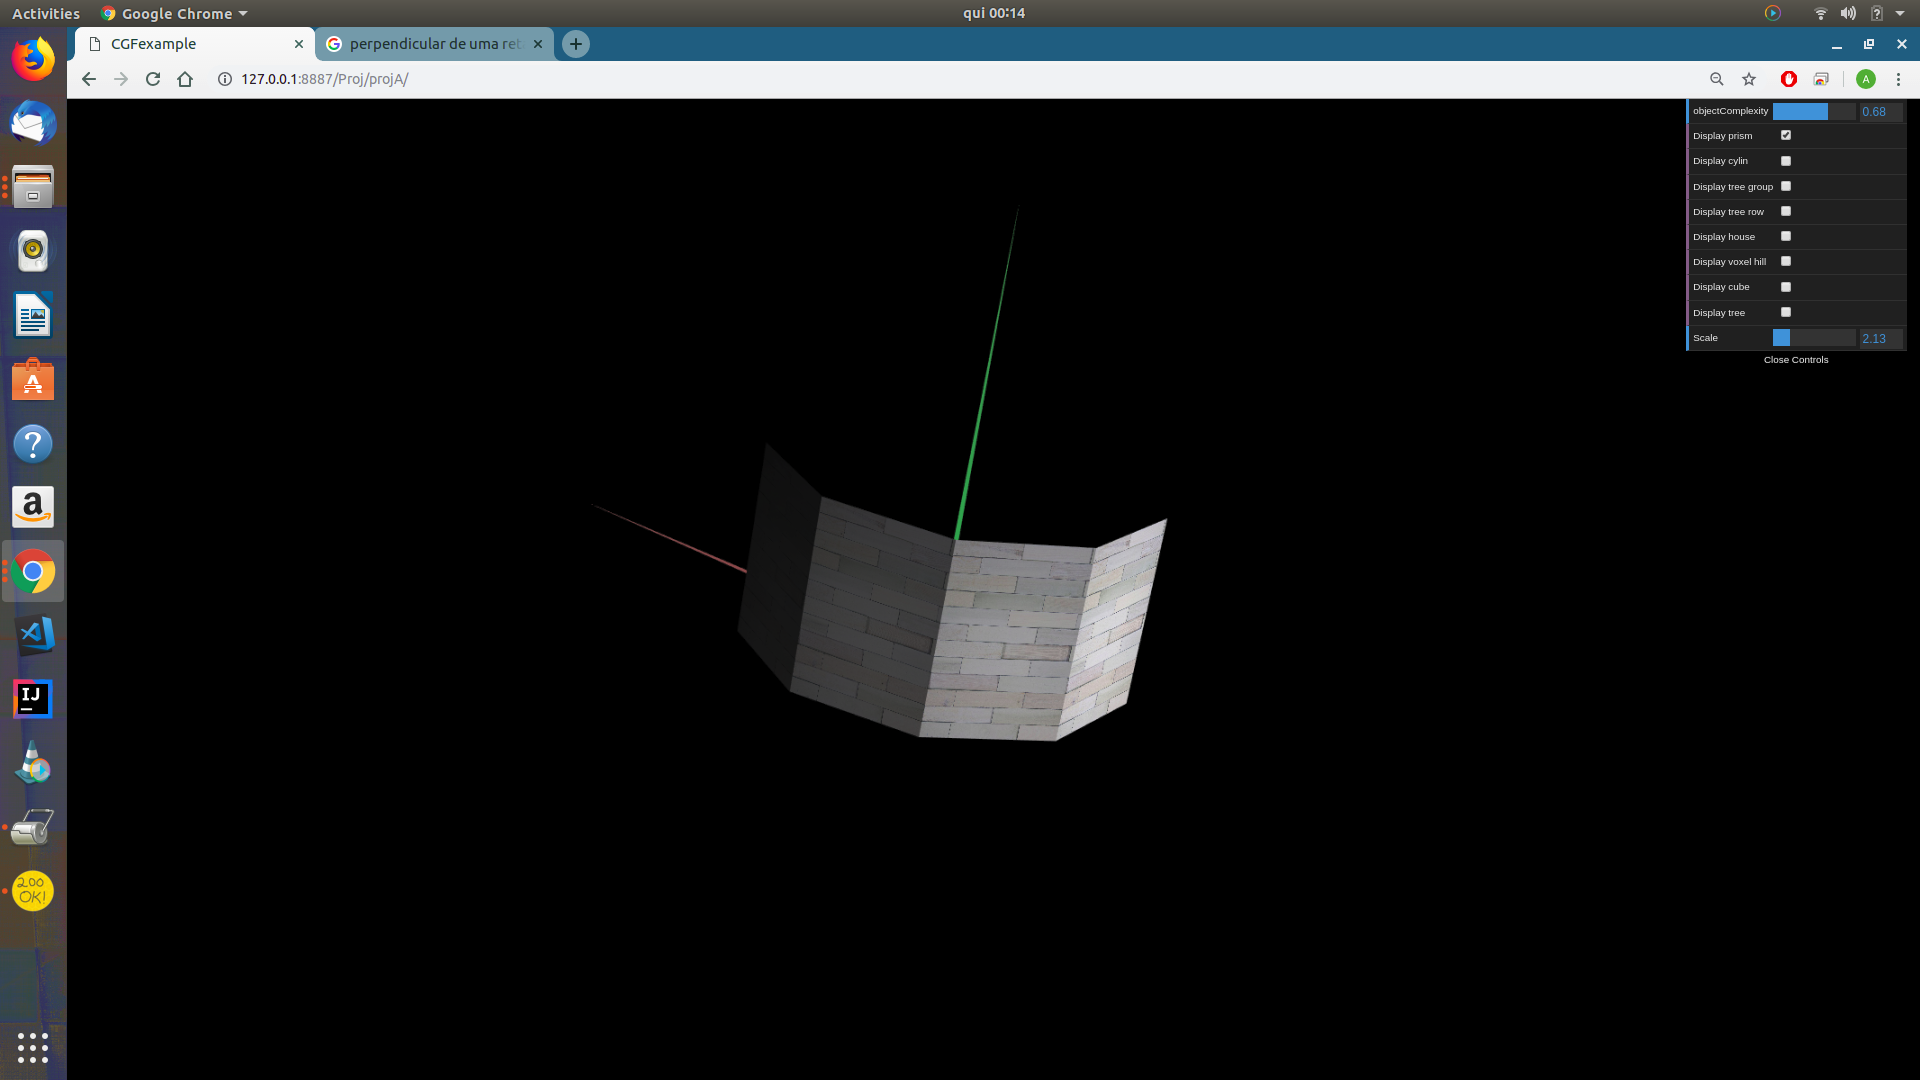 Activities
Google Chrome
qui 00:14
CGFexample
perpendicular de uma ret
127.0.0.1:8887/Proj/projA/
A
objectComplexity 0.68
Display prism
Display cylin
Display tree group
Display tree row
Display house
Display voxel hill
Display cube
Display tree
Scale 2.13
Close Controls
A
?
a
IJ
200
OK!